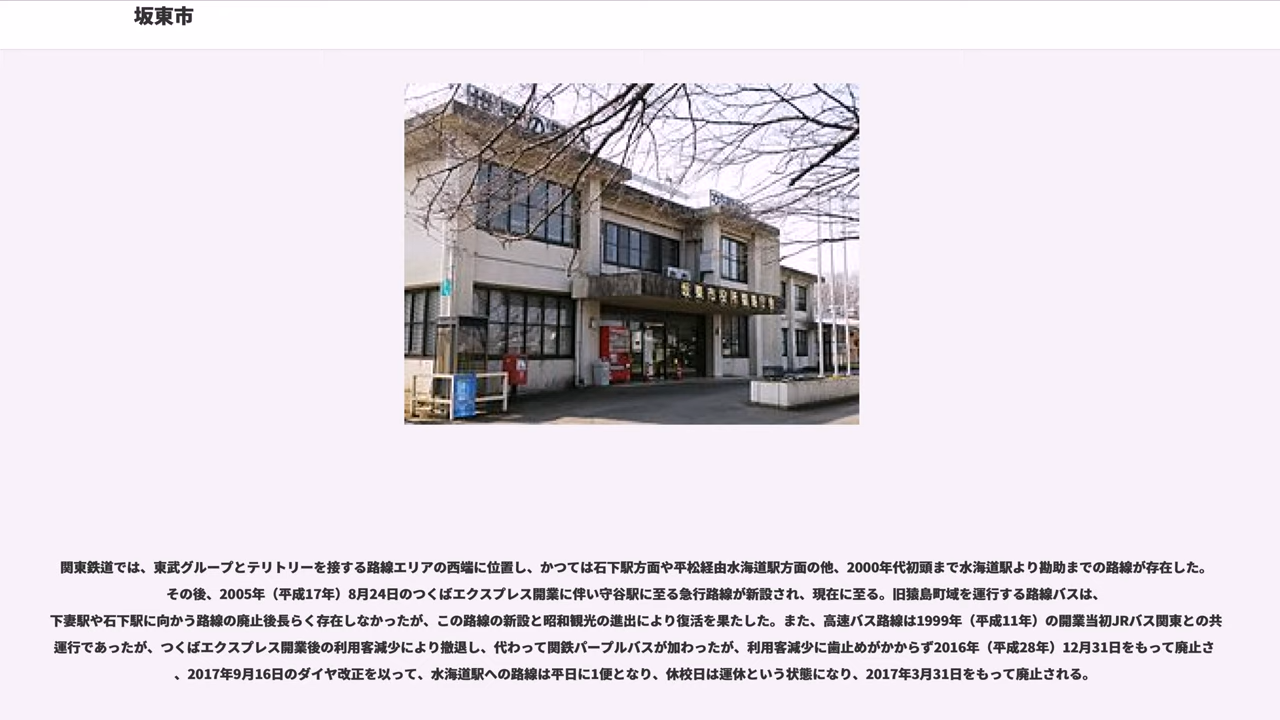 坂東市
坂東市役所猿島庁舎
関東鉄道では、東武グループとテリトリーを接する路線エリアの西端に位置し、かつては石下駅方面や平松経由水海道駅方面の他、2000年代初頭まで水海道駅より勘助までの路線が存在した。
その後、2005年（平成17年）8月24日のつくばエクスプレス開業に伴い守谷駅に至る急行路線が新設され、現在に至る。旧猿島町域を運行する路線バスは、
下妻駅や石下駅に向かう路線の廃止後長らく存在しなかったが、この路線の新設と昭和観光の進出により復活を果たした。また、高速バス路線は1999年（平成11年）の開業当初JRバス関東との共
運行であったが、つくばエクスプレス開業後の利用客減少により撤退し、代わって関鉄パープルバスが加わったが、利用客減少に歯止めがかからず2016年（平成28年）12月31日をもって廃止さ
、2017年9月16日のダイヤ改正を以って、水海道駅への路線は平日に1便となり、休校日は運休という状態になり、2017年3月31日をもって廃止される。